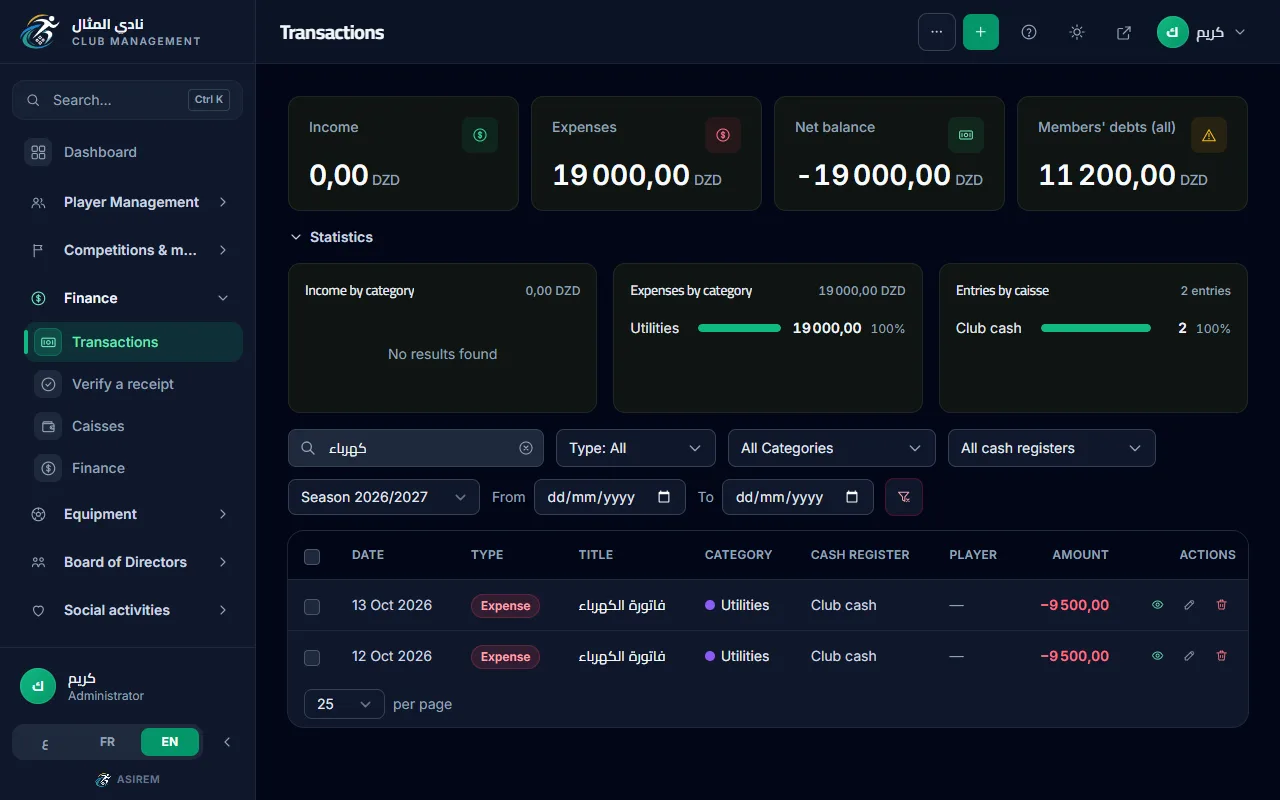 نادي المثال
CLUB MANAGEMENT
Search...
Ctrl K
Dashboard
Player Management
Competitions & m...
Finance
Transactions
Verify a receipt
Caisses
Finance
Equipment
Board of Directors
Social activities
ك
كريم
Administrator
ع
FR
EN
ASIREM
Transactions
ك
كريم
Income
0,00 DZD
Expenses
19 000,00 DZD
Net balance
-19 000,00 DZD
Members' debts (all)
11 200,00 DZD
Statistics
Income by category
0,00 DZD
No results found
Expenses by category
19 000,00 DZD
Utilities
19 000,00
100%
Entries by caisse
2 entries
Club cash
2
100%
كهرباء
Type: All
All Categories
All cash registers
Season 2026/2027
From
dd/mm/yyyy
To
dd/mm/yyyy
DATE TYPE TITLE CATEGORY CASH REGISTER PLAYER AMOUNT ACTIONS
13 Oct 2026 Expense فاتورة الكهرباء Utilities Club cash — −9 500,00
12 Oct 2026 Expense فاتورة الكهرباء Utilities Club cash — −9 500,00
25 per page